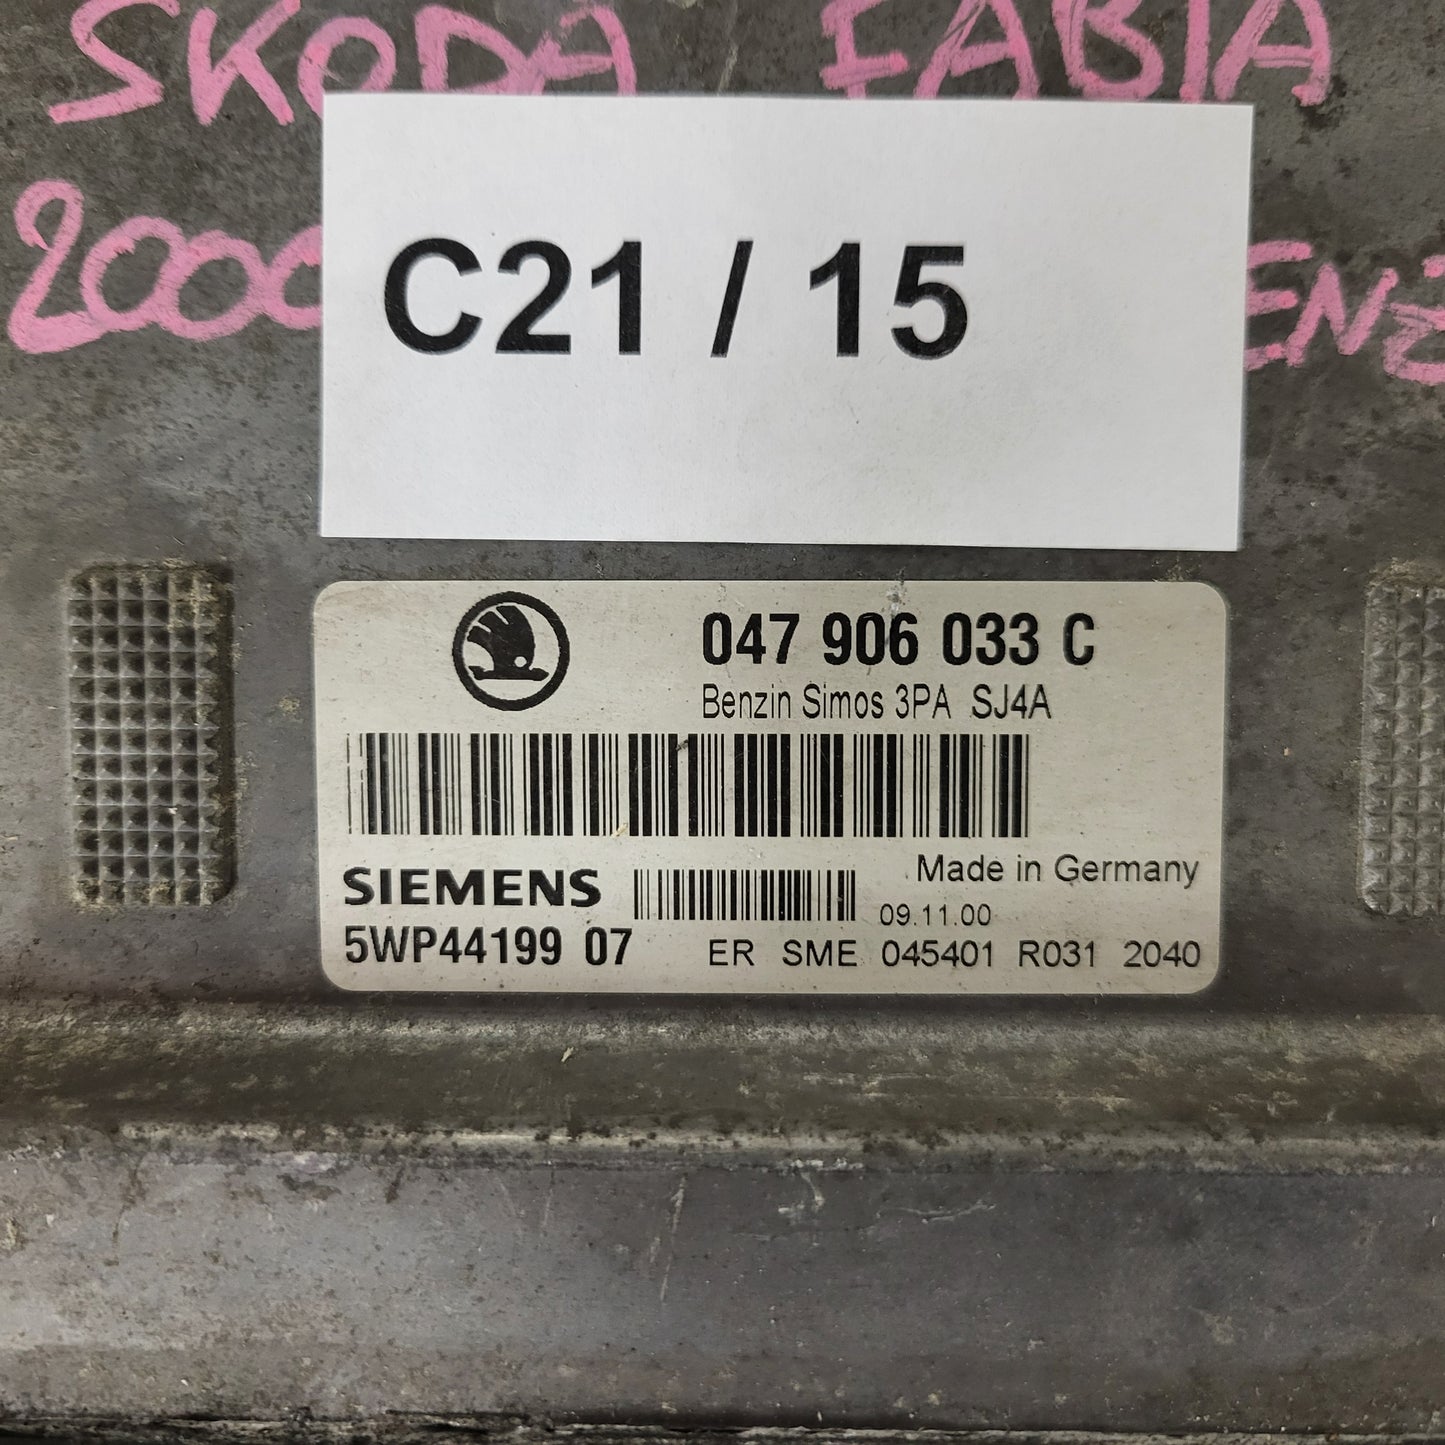 SKODA FABIA
C21 / 15
047 906 033 C
Benzin Simos 3PA SJ4A
Made in Germany
SIEMENS
09.11.00
5WP44199 07
ER SME 045401 R031 2040